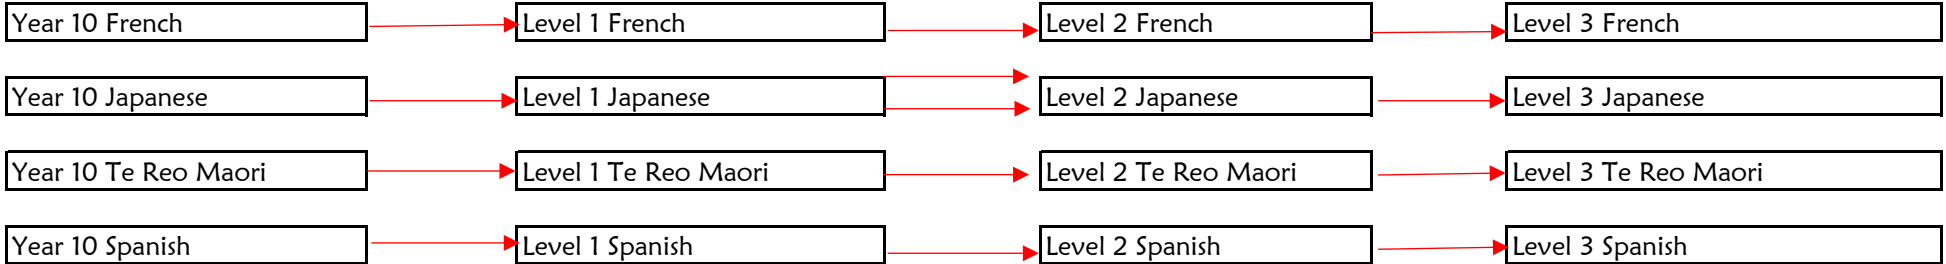 Year 10 French Level 1 French Level 2 French Level 3 French
Year 10 Japanese Level 1 Japanese Level 2 Japanese Level 3 Japanese
Year 10 Te Reo Maori Level 1 Te Reo Maori Level 2 Te Reo Maori Level 3 Te Reo Maori
Year 10 Spanish Level 1 Spanish Level 2 Spanish Level 3 Spanish